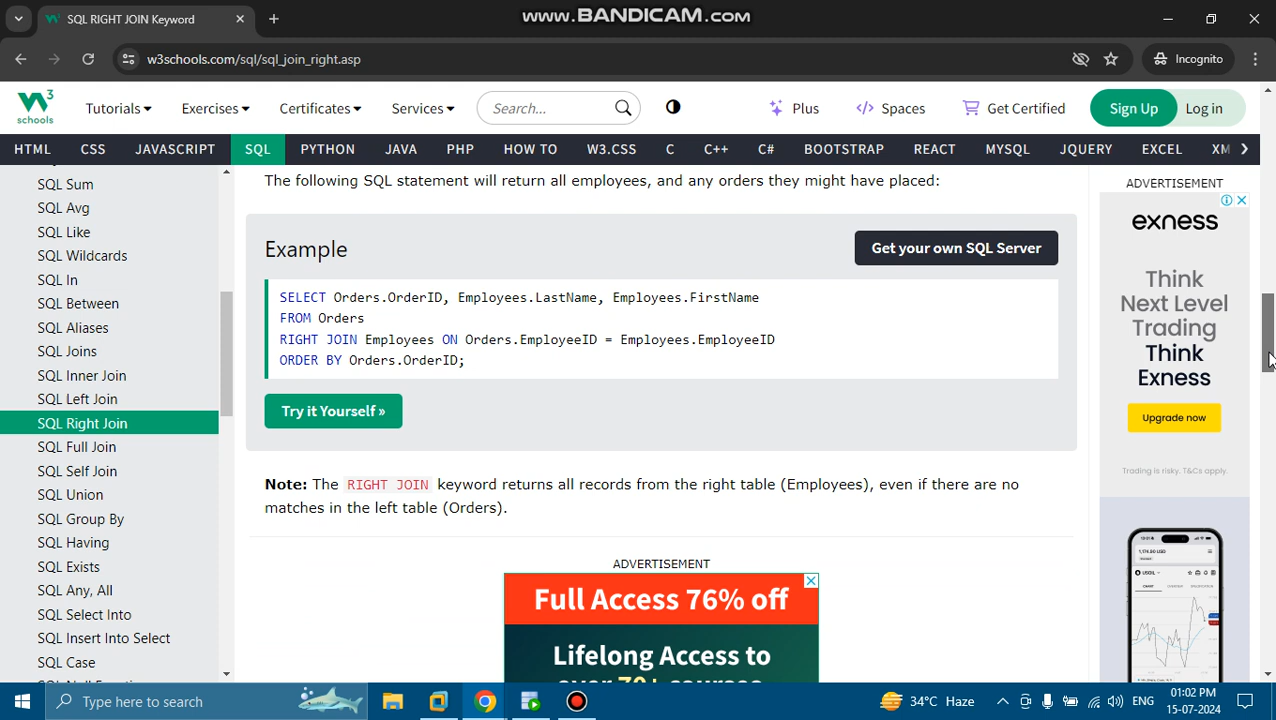 www.BANDICAM.com
SQL RIGHT JOIN Keyword
w3schools.com/sql/sql_join_right.asp
Incognito
W3 schools
Tutorials
Exercises
Certificates
Services
Search...
Plus
Spaces
Get Certified
Sign Up
Log in
HTML CSS JAVASCRIPT SQL PYTHON JAVA PHP HOW TO W3.CSS C C++ C# BOOTSTRAP REACT MYSQL JQUERY EXCEL XM
SQL Sum
SQL Avg
SQL Like
SQL Wildcards
SQL In
SQL Between
SQL Aliases
SQL Joins
SQL Inner Join
SQL Left Join
SQL Right Join
SQL Full Join
SQL Self Join
SQL Union
SQL Group By
SQL Having
SQL Exists
SQL Any, All
SQL Select Into
SQL Insert Into Select
SQL Case
The following SQL statement will return all employees, and any orders they might have placed:
Example
Get your own SQL Server
SELECT Orders.OrderID, Employees.LastName, Employees.FirstName
FROM Orders
RIGHT JOIN Employees ON Orders.EmployeeID = Employees.EmployeeID
ORDER BY Orders.OrderID;
Try it Yourself »
Note: The RIGHT JOIN keyword returns all records from the right table (Employees), even if there are no
matches in the left table (Orders).
ADVERTISEMENT
Full Access 76% off
Lifelong Access to
ADVERTISEMENT
exness
Think
Next Level
Trading
Think
Exness
Upgrade now
Trading is risky. T&Cs apply.
Type here to search
34°C Haze
ENG
01:02 PM
15-07-2024